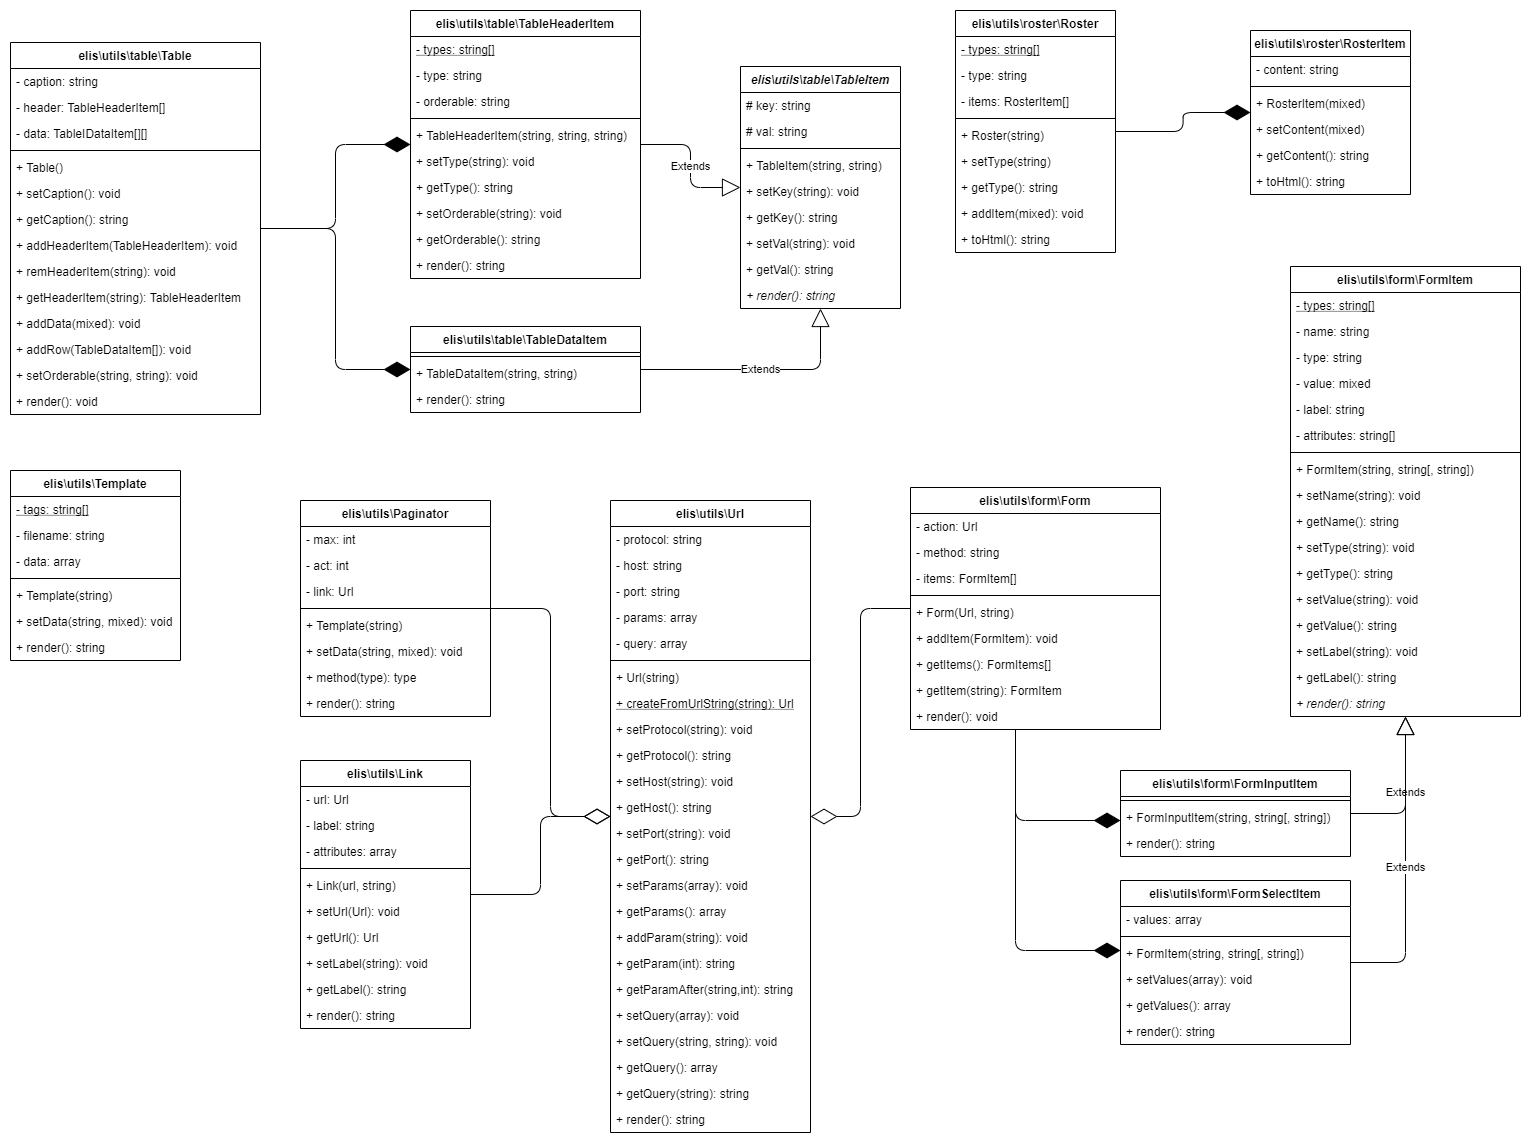 elis\utils\table\Table
- caption: string
- header: TableHeaderItem[]
- data: TablelDataItem[][]
+ Table()
+ setCaption(): void
+ getCaption(): string
+ addHeaderItem(TableHeaderItem): void
+ remHeaderItem(string): void
+ getHeaderItem(string): TableHeaderItem
+ addData(mixed): void
+ addRow(TableDataItem[]): void
+ setOrderable(string, string): void
+ render(): void
elis\utils\table\TableHeaderItem
- types: string[]
- type: string
- orderable: string
+ TableHeaderItem(string, string, string)
+ setType(string): void
+ getType(): string
+ setOrderable(string): void
+ getOrderable(): string
+ render(): string
Extends
elis\utils\table\TableItem
# key: string
# val: string
+ TableItem(string, string)
+ setKey(string): void
+ getKey(): string
+ setVal(string): void
+ getVal(): string
+ render(): string
elis\utils\table\TableDataItem
+ TableDataItem(string, string)
+ render(): string
Extends
elis\utils\roster\Roster
- types: string[]
- type: string
- items: RosterItem[]
+ Roster(string)
+ setType(string)
+ getType(): string
+ addItem(mixed): void
+ toHtml(): string
elis\utils\roster\RosterItem
- content: string
+ RosterItem(mixed)
+ setContent(mixed)
+ getContent(): string
+ toHtml(): string
elis\utils\form\FormItem
- types: string[]
- name: string
- type: string
- value: mixed
- label: string
- attributes: string[]
+ FormItem(string, string[, string])
+ setName(string): void
+ getName(): string
+ setType(string): void
+ getType(): string
+ setValue(string): void
+ getValue(): string
+ setLabel(string): void
+ getLabel(): string
+ render(): string
elis\utils\Template
- tags: string[]
- filename: string
- data: array
+ Template(string)
+ setData(string, mixed): void
+ render(): string
elis\utils\Paginator
- max: int
- act: int
- link: Url
+ Template(string)
+ setData(string, mixed): void
+ method(type): type
+ render(): string
elis\utils\Link
- url: Url
- label: string
- attributes: array
+ Link(url, string)
+ setUrl(Url): void
+ getUrl(): Url
+ setLabel(string): void
+ getLabel(): string
+ render(): string
elis\utils\Url
- protocol: string
- host: string
- port: string
- params: array
- query: array
+ Url(string)
+ createFromUrlString(string): Url
+ setProtocol(string): void
+ getProtocol(): string
+ setHost(string): void
+ getHost(): string
+ setPort(string): void
+ getPort(): string
+ setParams(array): void
+ getParams(): array
+ addParam(string): void
+ getParam(int): string
+ getParamAfter(string,int): string
+ setQuery(array): void
+ setQuery(string, string): void
+ getQuery(): array
+ getQuery(string): string
+ render(): string
elis\utils\form\Form
- action: Url
- method: string
- items: FormItem[]
+ Form(Url, string)
+ addItem(FormItem): void
+ getItems(): FormItems[]
+ getItem(string): FormItem
+ render(): void
elis\utils\form\FormInputItem
+ FormInputItem(string, string[, string])
+ render(): string
Extends
Extends
elis\utils\form\FormSelectItem
- values: array
+ FormItem(string, string[, string])
+ setValues(array): void
+ getValues(): array
+ render(): string